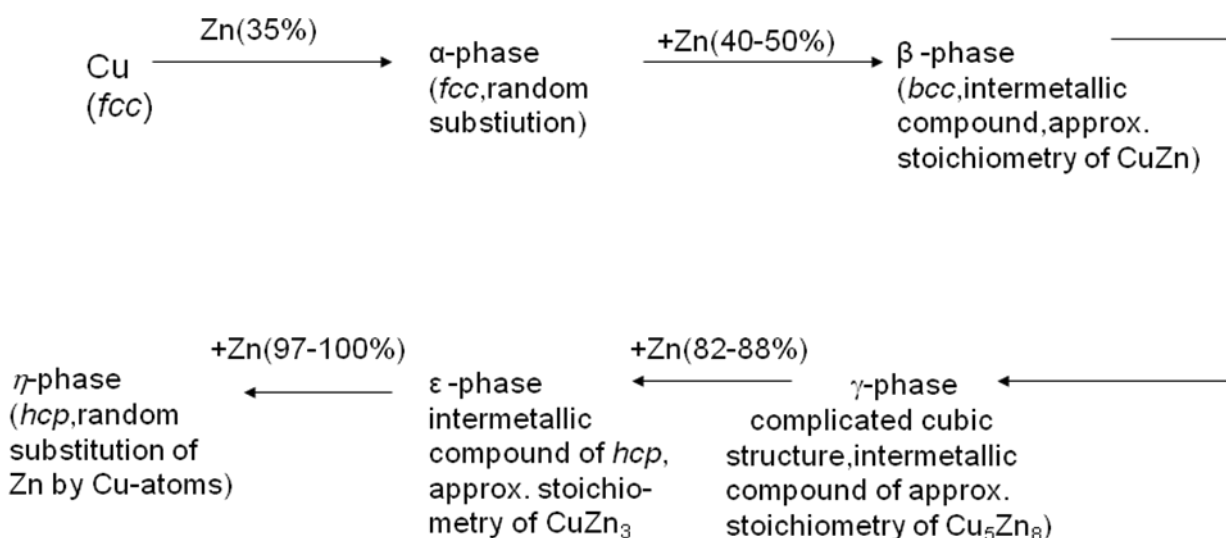 Zn(35%)
Cu
(fcc)
α-phase
(fcc,random
substiution)
+Zn(40-50%)
β -phase
(bcc,intermetallic
compound,approx.
stoichiometry of CuZn)
+Zn(97-100%)
η-phase
(hcp,random
substitution of
Zn by Cu-atoms)
+Zn(82-88%)
ε -phase
intermetallic
compound of hcp,
approx. stoichio-
metry of CuZn₃
γ-phase
complicated cubic
structure,intermetallic
compound of approx.
stoichiometry of Cu₅Zn₈)